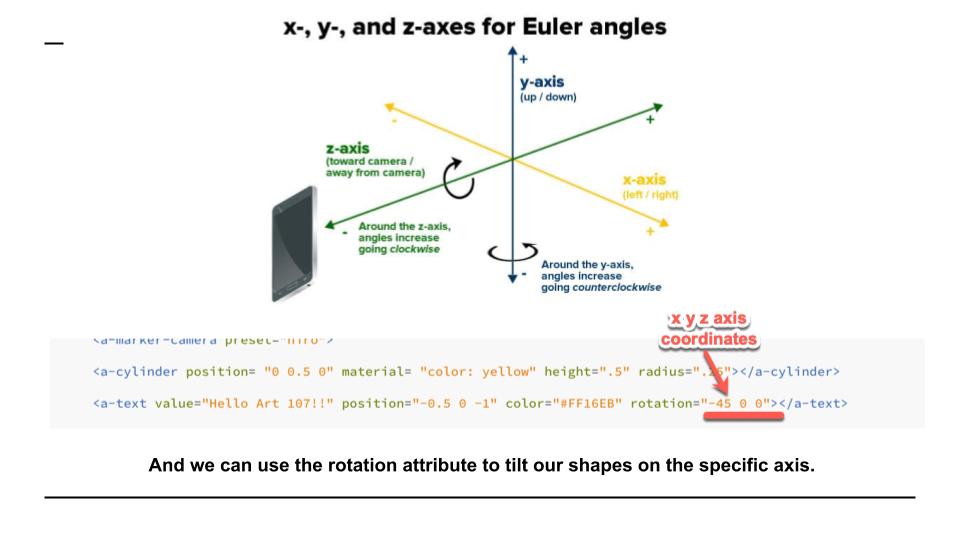 x-, y-, and z-axes for Euler angles
+
y-axis
(up / down)
-
+
z-axis
(toward camera /
away from camera)
x-axis
(left / right)
-
Around the z-axis,
angles increase
going clockwise
+
-
Around the y-axis,
angles increase
going counterclockwise
x y z axis
coordinates
<a-marker-camera preset="hiro">
<a-cylinder position= "0 0.5 0" material= "color: yellow" height=".5" radius=".25"></a-cylinder>
<a-text value="Hello Art 107!!" position="-0.5 0 -1" color="#FF16EB" rotation="-45 0 0"></a-text>
And we can use the rotation attribute to tilt our shapes on the specific axis.